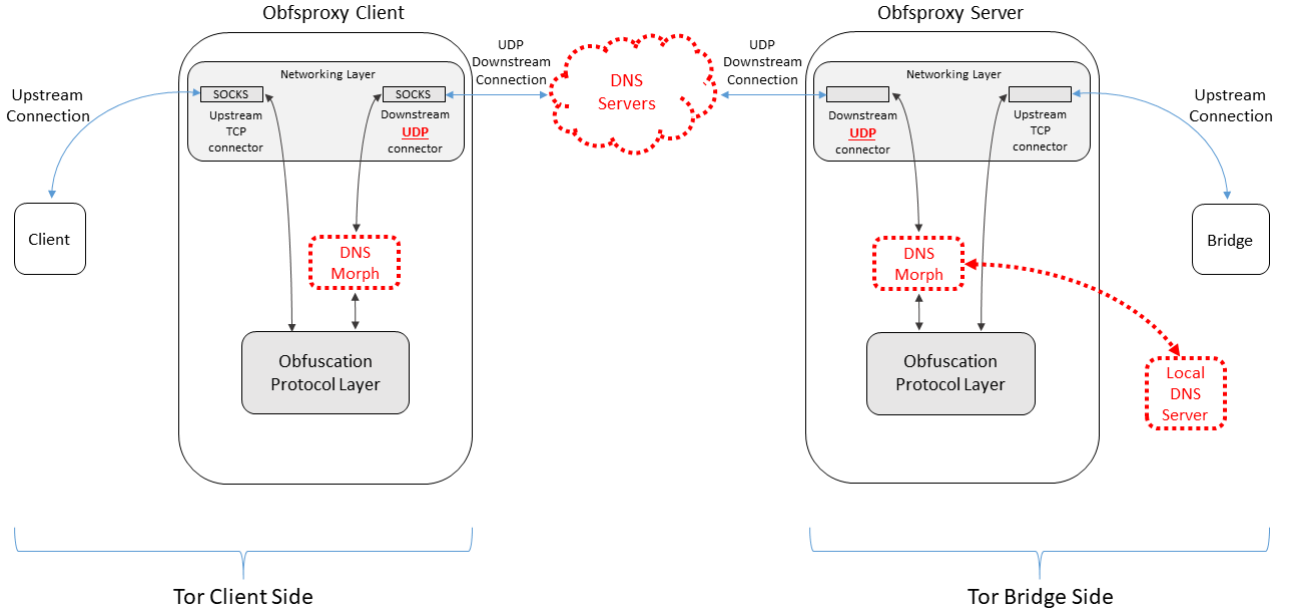 Obfsproxy Client
Obfsproxy Server
Upstream
Connection
Networking Layer
SOCKS
Upstream
TCP
connector
SOCKS
Downstream
UDP
connector
UDP
Downstream
Connection
DNS
Servers
UDP
Downstream
Connection
Networking Layer
Downstream
UDP
connector
Upstream
TCP
connector
Upstream
Connection
Client
DNS
Morph
Obfuscation
Protocol Layer
DNS
Morph
Obfuscation
Protocol Layer
Bridge
Local
DNS
Server
Tor Client Side
Tor Bridge Side